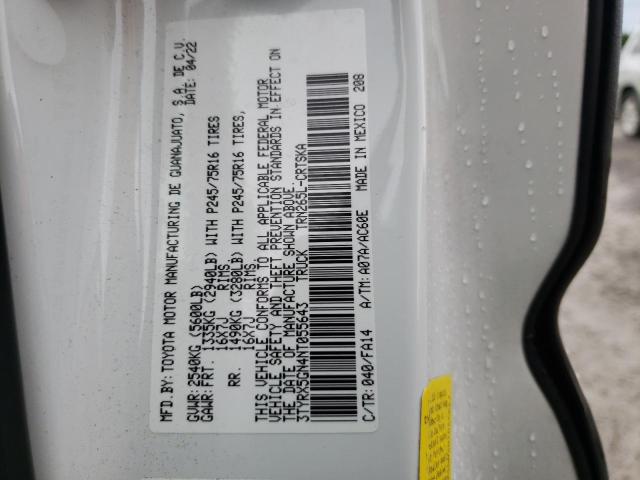 MFD.BY: TOYOTA MOTOR MANUFACTURING DE GUANAJUATO, S.A. DE C.V.
DATE: 04/22
GVWR: 2540KG (5600LB)
GAWR: FRT. 1335KG (2940LB) WITH P245/75R16 TIRES
16X7J RIMS
RR. 1490KG (3280LB) WITH P245/75R16 TIRES,
16X7J RIMS
THIS VEHICLE CONFORMS TO ALL APPLICABLE FEDERAL MOTOR
VEHICLE SAFETY AND THEFT PREVENTION STANDARDS IN EFFECT ON
THE DATE OF MANUFACTURE SHOWN ABOVE.
3TYRX5GN4NT055643 TRUCK TRN265L-CRTSKA
C/TR: 040/FA14 A/TM: A07A/AC60E MADE IN MEXICO 208